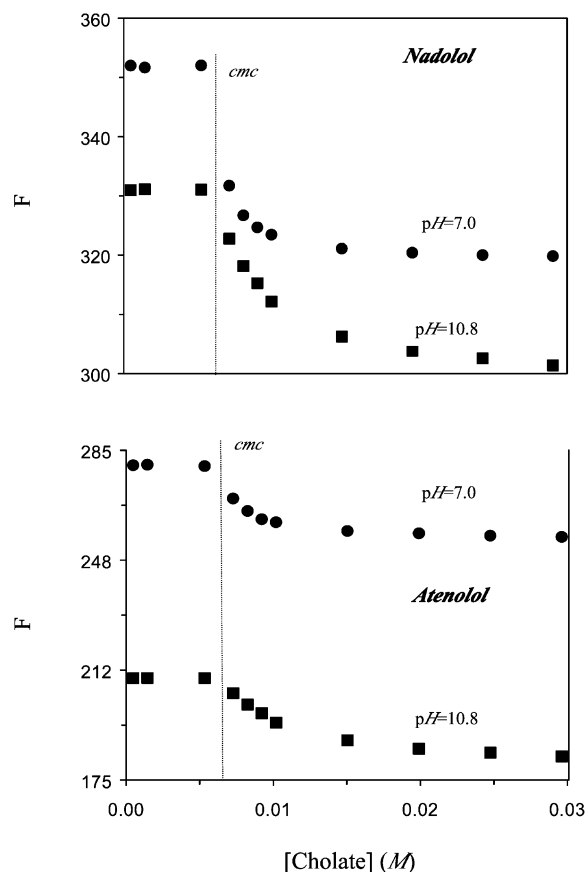 360
Nadolol
cmc
340
F
pH=7.0
320
pH=10.8
300
285
cmc
pH=7.0
248
Atenolol
F
212
pH=10.8
175
0.00
0.01
0.02
0.03
[Cholate] (M)